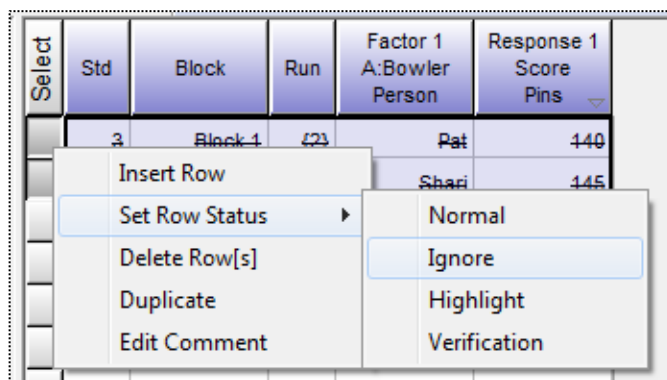 Select
Std
Block
Run
Factor 1
A:Bowler
Person
Response 1
Score
Pins
3 Block 1 (2) Pat 140
Shari 145
Insert Row
Set Row Status
Delete Row[s]
Duplicate
Edit Comment
Normal
Ignore
Highlight
Verification